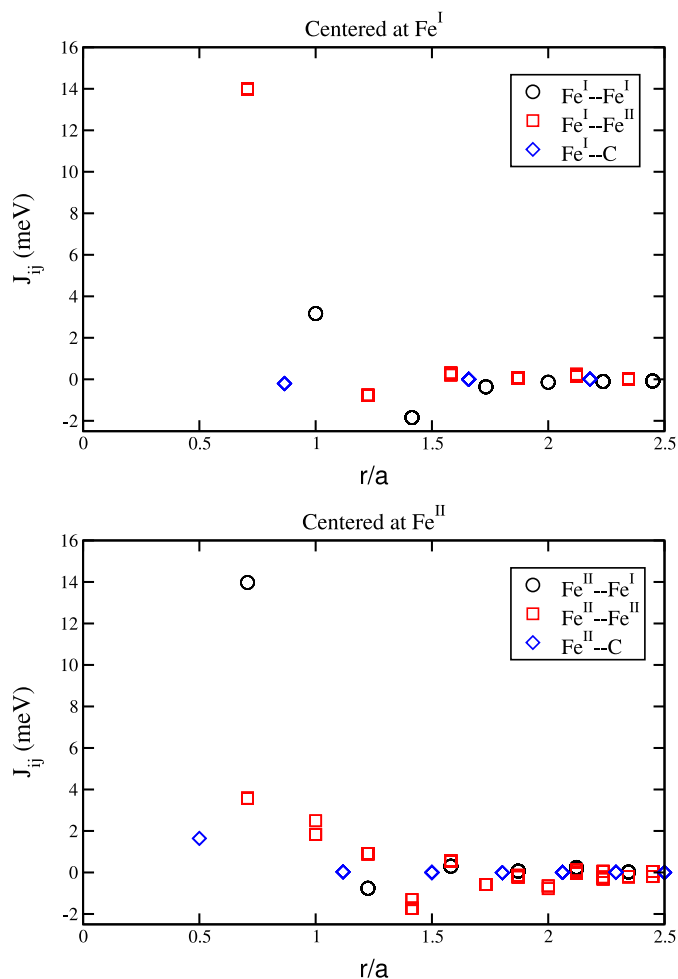 Centered at Fe^I
16
14
12
10
8
6
4
2
0
-2
J_ij (meV)
Fe^I--Fe^I
Fe^I--Fe^II
Fe^I--C
0 0.5 1 1.5 2 2.5
r/a
Centered at Fe^II
16
14
12
10
8
6
4
2
0
-2
J_ij (meV)
Fe^II--Fe^I
Fe^II--Fe^II
Fe^II--C
0 0.5 1 1.5 2 2.5
r/a